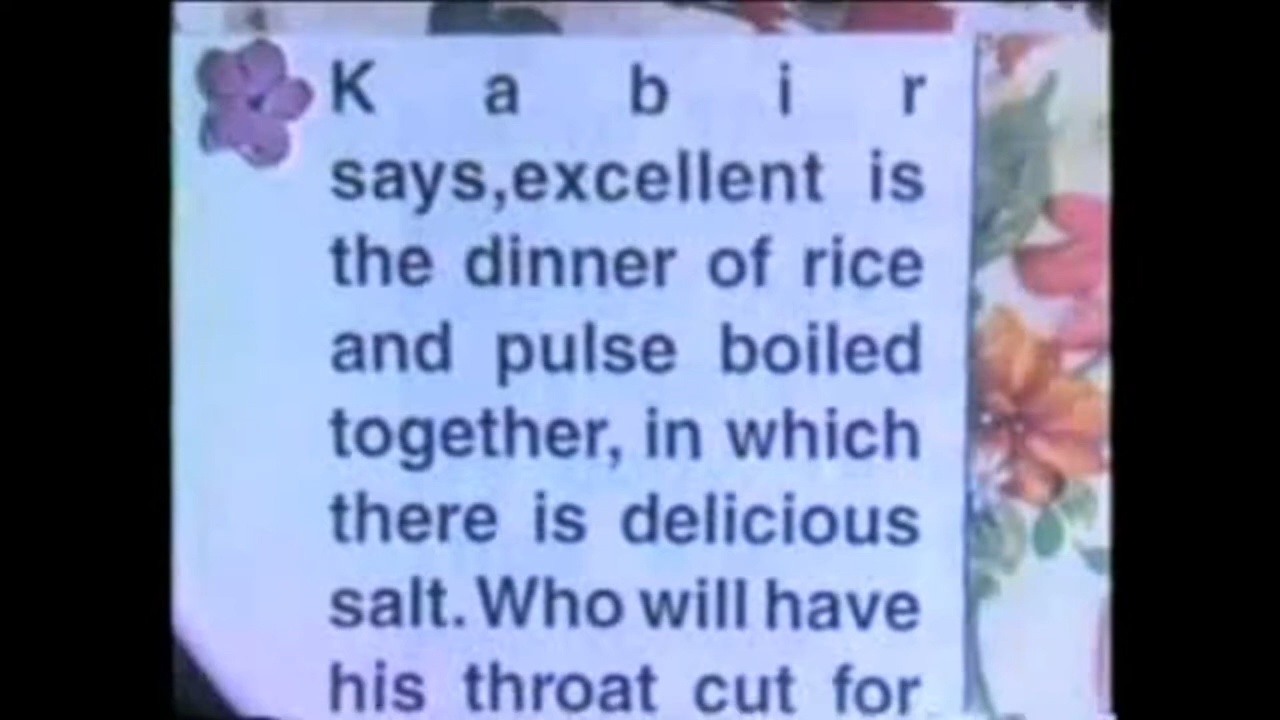 K a b i r
says,excellent is
the dinner of rice
and pulse boiled
together, in which
there is delicious
salt. Who will have
his throat cut for